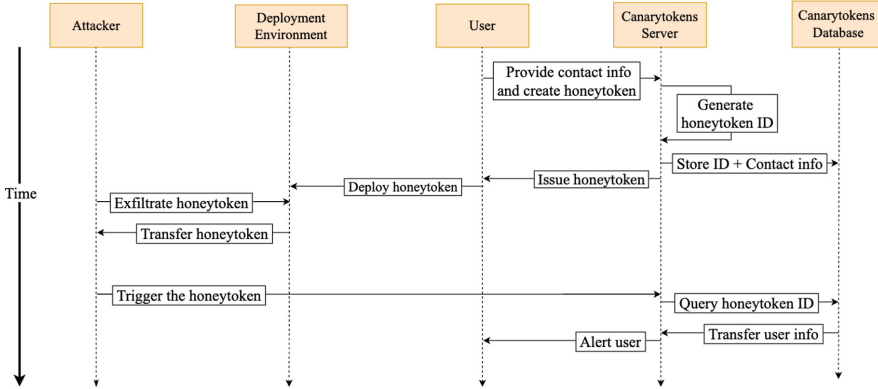 Attacker
Deployment
Environment
User
Canarytokens
Server
Canarytokens
Database
Provide contact info
and create honeytoken
Generate
honeytoken ID
Store ID + Contact info
Issue honeytoken
Deploy honeytoken
Time
Exfiltrate honeytoken
Transfer honeytoken
Trigger the honeytoken
Query honeytoken ID
Transfer user info
Alert user